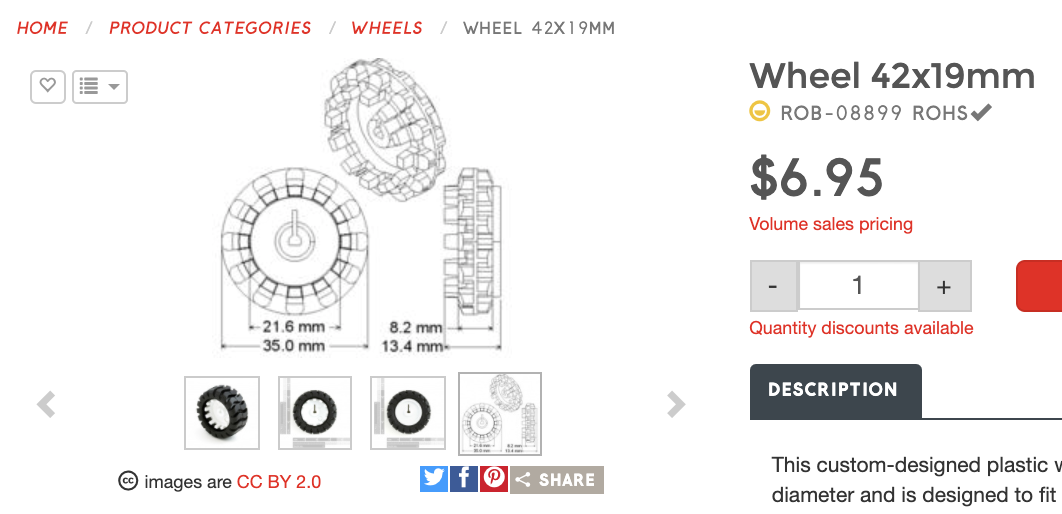 HOME / PRODUCT CATEGORIES / WHEELS / WHEEL 42X19MM
Wheel 42x19mm
ROB-08899 ROHS
$6.95
Volume sales pricing
- 1 +
Quantity discounts available
21.6 mm
8.2 mm
35.0 mm
13.4 mm
DESCRIPTION
cc images are CC BY 2.0
SHARE
This custom-designed plastic
diameter and is designed to fit